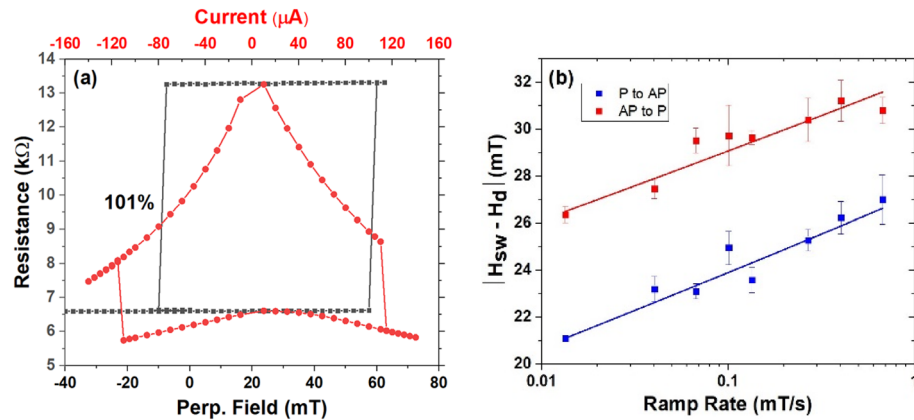 Current (μA)
-160 -120 -80 -40 0 40 80 120 160
14
13
12
11
10
9
8
7
6
5
Resistance (kΩ)
(a)
101%
-40 -20 0 20 40 60 80
Perp. Field (mT)
(b)
P to AP
AP to P
32
30
28
26
24
22
20
|Hsw - Hd| (mT)
0.01 0.1 1
Ramp Rate (mT/s)